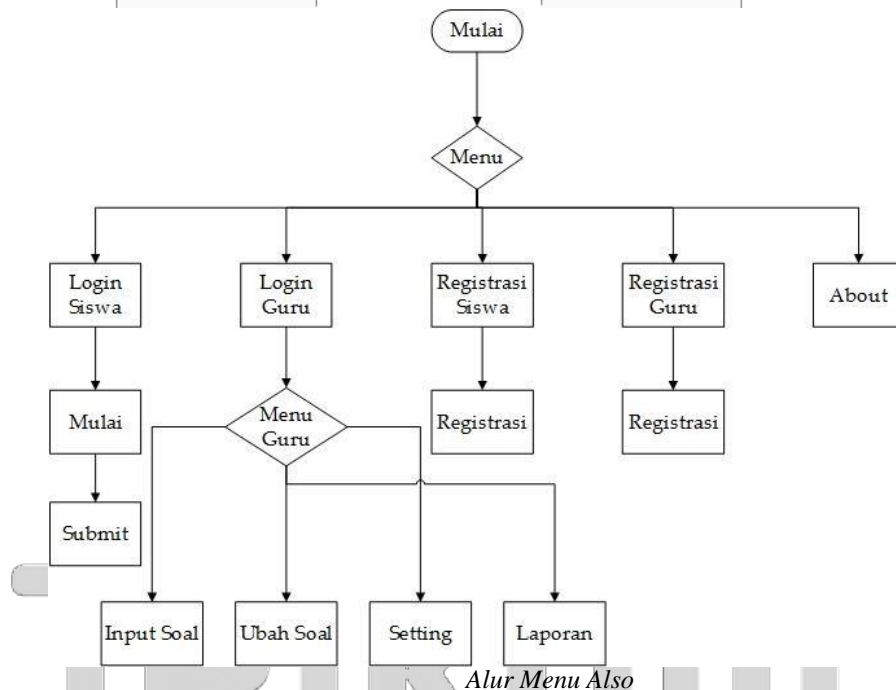 Mulai
Menu
Login
Siswa
Login
Guru
Registrasi
Siswa
Registrasi
Guru
About
Mulai
Menu
Guru
Registrasi
Registrasi
Submit
Input Soal
Ubah Soal
Setting
Laporan
Alur Menu Also